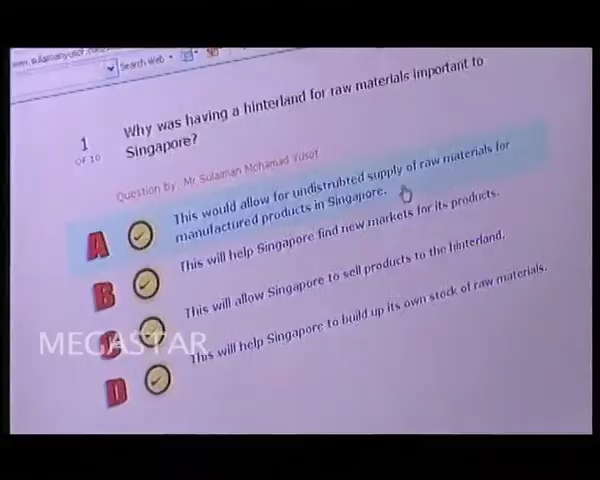 Search Web
1
OF 10
Why was having a hinterland for raw materials important to
Singapore?
Question by: Mr Sulaiman Mohamad Yusof
A
This would allow for undistrubted supply of raw materials for
manufactured products in Singapore.
B
This will help Singapore find new markets for its products.
C
This will allow Singapore to sell products to the hinterland.
D
This will help Singapore to build up its own stock of raw materials.
MEGASTAR